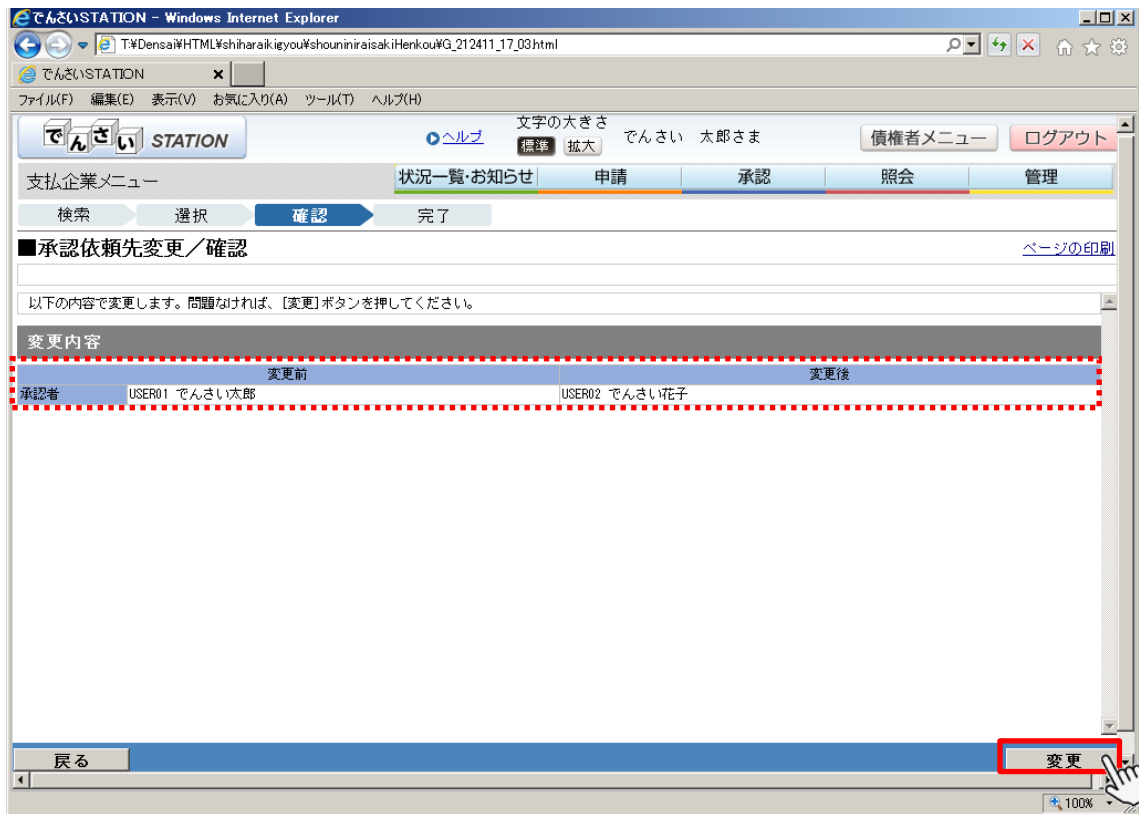 でんさいSTATION - Windows Internet Explorer
T:¥Densai¥HTML¥shiharaikigyou¥shouniniraisakiHenkou¥G_212411_17_03.html
でんさいSTATION
ファイル(F) 編集(E) 表示(V) お気に入り(A) ツール(T) ヘルプ(H)
でんさい STATION
ヘルプ
文字の大きさ
標準 拡大
でんさい 太郎さま
債権者メニュー
ログアウト
支払企業メニュー
状況一覧・お知らせ 申請 承認 照会 管理
検索 選択 確認 完了
■承認依頼先変更／確認
ページの印刷
以下の内容で変更します。問題なければ、[変更]ボタンを押してください。
変更内容
変更前 変更後
承認者 USER01 でんさい太郎 USER02 でんさい花子
戻る 変更
100%